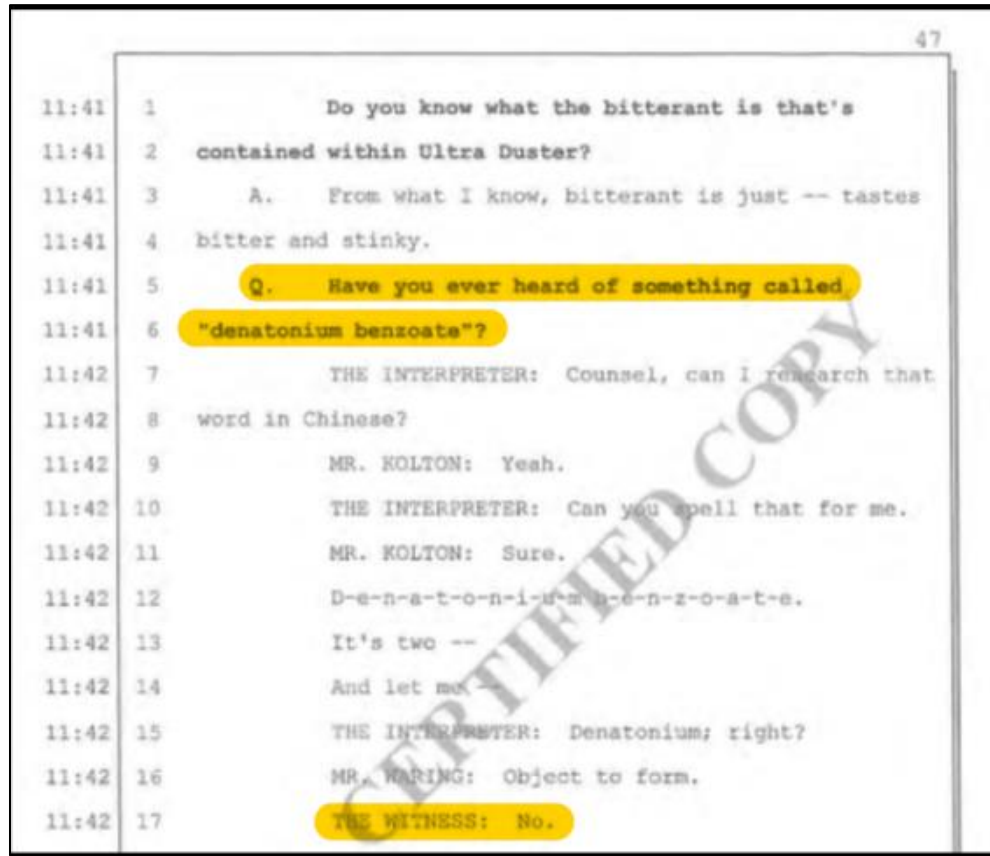 47
11:41 1 Do you know what the bitterant is that's
11:41 2 contained within Ultra Duster?
11:41 3 A. From what I know, bitterant is just -- tastes
11:41 4 bitter and stinky.
11:41 5 Q. Have you ever heard of something called
11:41 6 "denatonium benzoate"?
11:42 7 THE INTERPRETER: Counsel, can I research that
11:42 8 word in Chinese?
11:42 9 MR. KOLTON: Yeah.
11:42 10 THE INTERPRETER: Can you spell that for me.
11:42 11 MR. KOLTON: Sure.
11:42 12 D-e-n-a-t-o-n-i-u-m b-e-n-z-o-a-t-e.
11:42 13 It's two --
11:42 14 And let me --
11:42 15 THE INTERPRETER: Denatonium; right?
11:42 16 MR. WARING: Object to form.
11:42 17 THE WITNESS: No.
CERTIFIED COPY